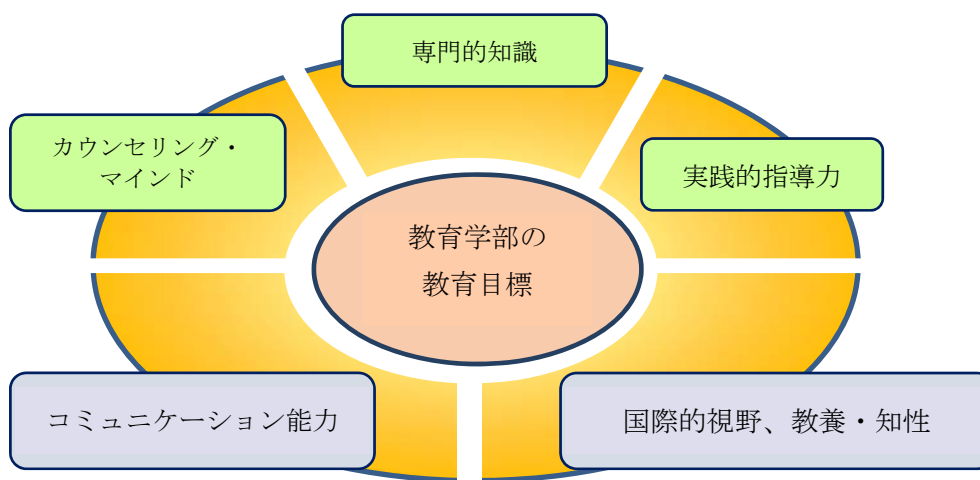 専門的知識
カウンセリング・
マインド
実践的指導力
教育学部の
教育目標
コミュニケーション能力
国際的視野、教養・知性